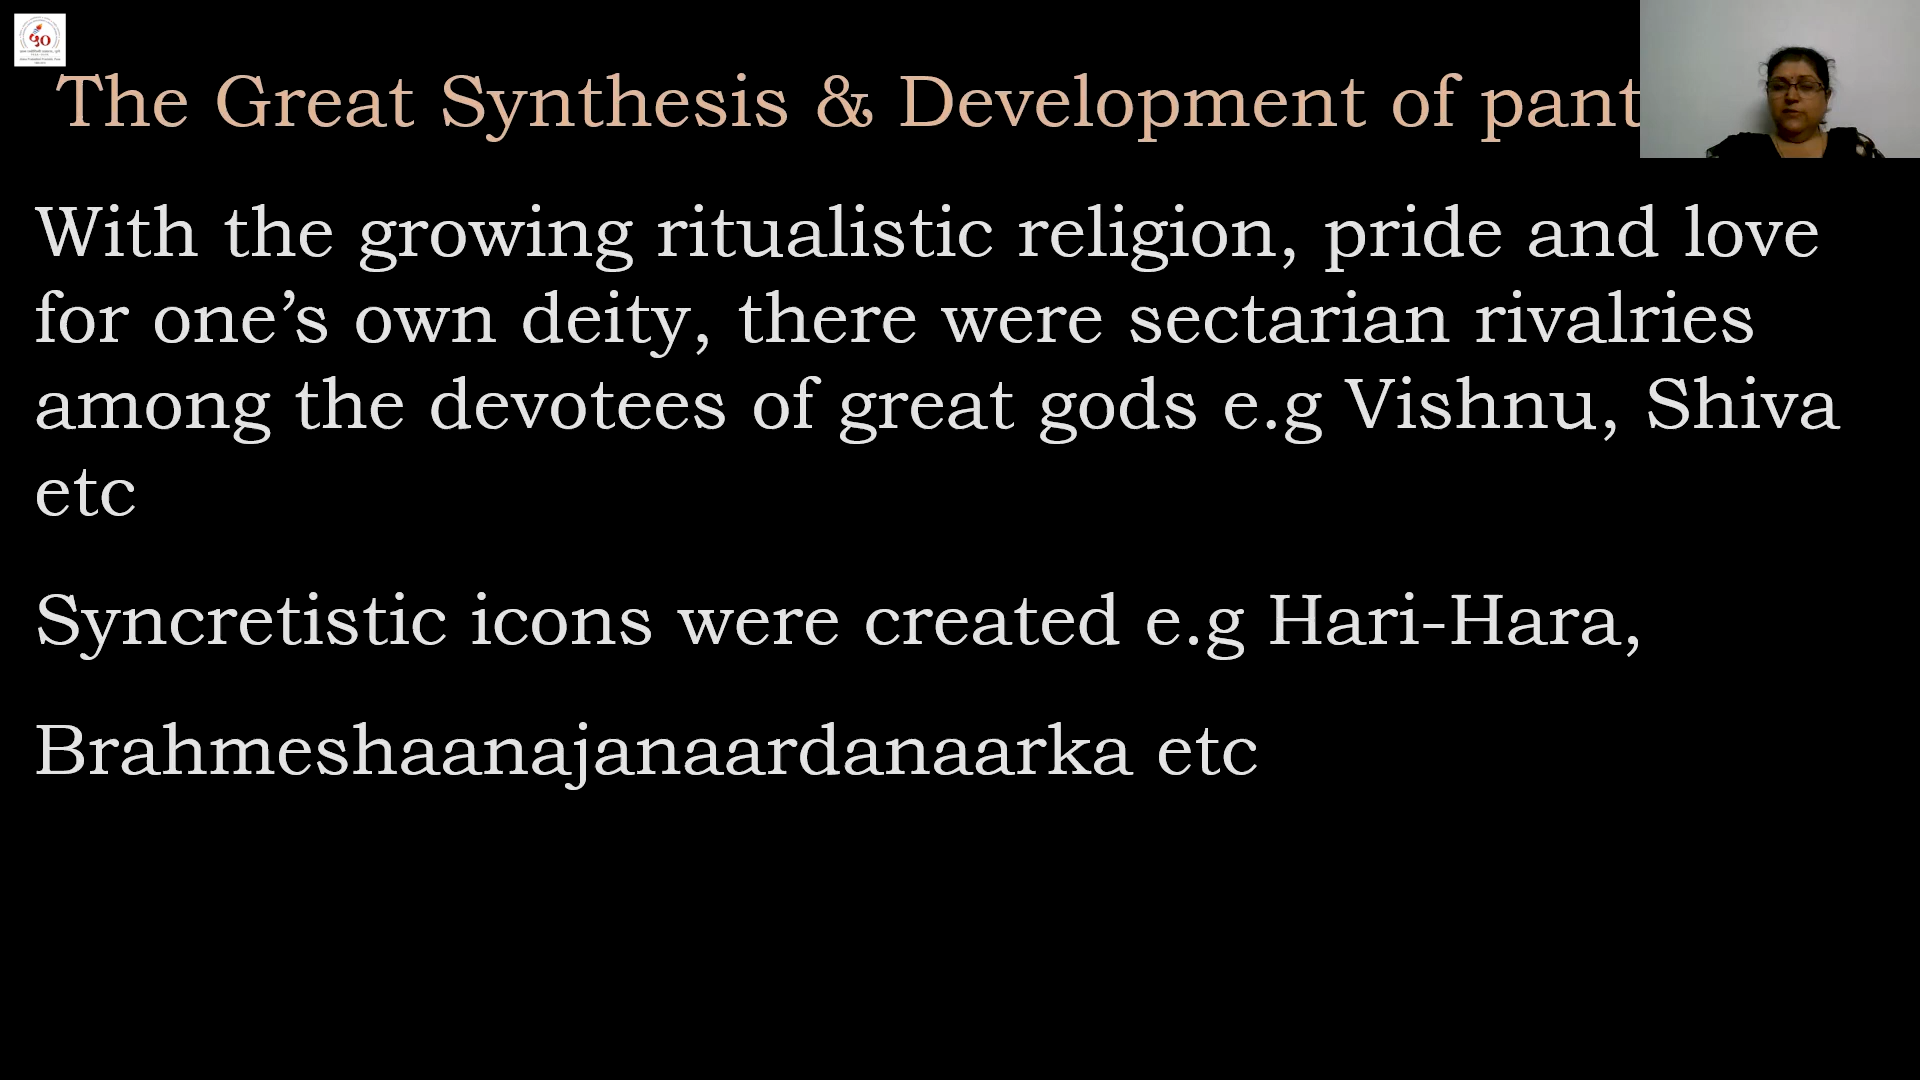 ५०
The Great Synthesis & Development of pant
With the growing ritualistic religion, pride and love
for one’s own deity, there were sectarian rivalries
among the devotees of great gods e.g Vishnu, Shiva
etc
Syncretistic icons were created e.g Hari-Hara,
Brahmeshaanajanaardanaarka etc